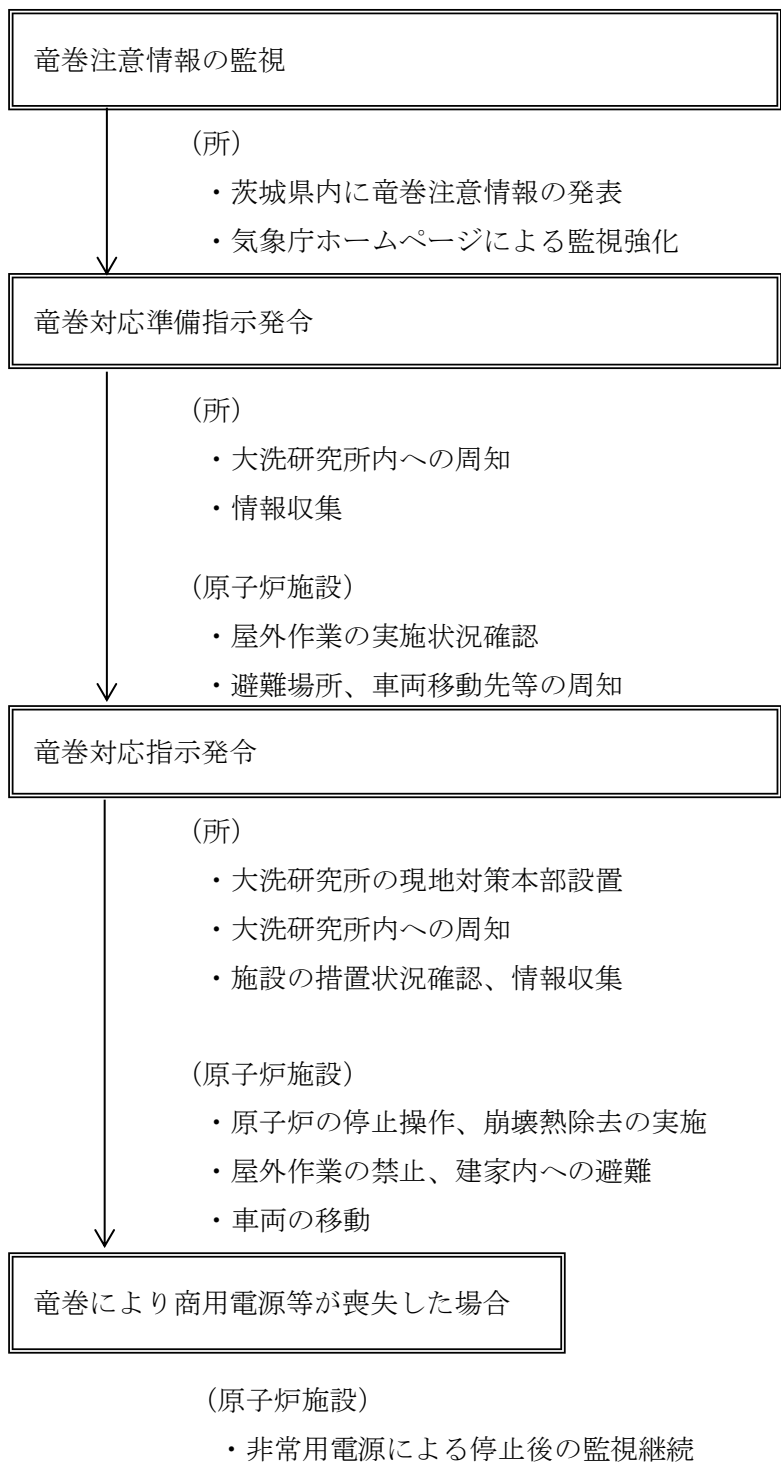 竜巻注意情報の監視
（所）
・茨城県内に竜巻注意情報の発表
・気象庁ホームページによる監視強化
竜巻対応準備指示発令
（所）
・大洗研究所内への周知
・情報収集
（原子炉施設）
・屋外作業の実施状況確認
・避難場所、車両移動先等の周知
竜巻対応指示発令
（所）
・大洗研究所の現地対策本部設置
・大洗研究所内への周知
・施設の措置状況確認、情報収集
（原子炉施設）
・原子炉の停止操作、崩壊熱除去の実施
・屋外作業の禁止、建家内への避難
・車両の移動
竜巻により商用電源等が喪失した場合
（原子炉施設）
・非常用電源による停止後の監視継続